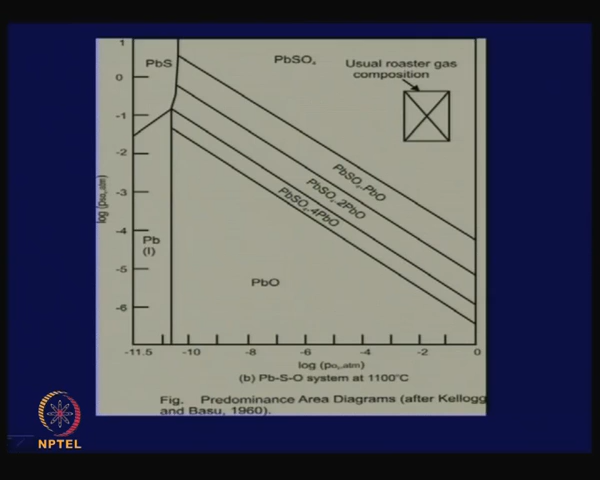 1
PbS
PbSO₄
Usual roaster gas
composition
0
-1
-2
-3
-4
-5
-6
log (pso₂,atm)
PbSO₄·PbO
PbSO₄·2PbO
PbSO₄·4PbO
Pb
(l)
PbO
-11.5 -10 -8 -6 -4 -2 0
log (po₂,atm)
(b) Pb-S-O system at 1100°C
Fig. Predominance Area Diagrams (after Kellogg
and Basu, 1960).
NPTEL